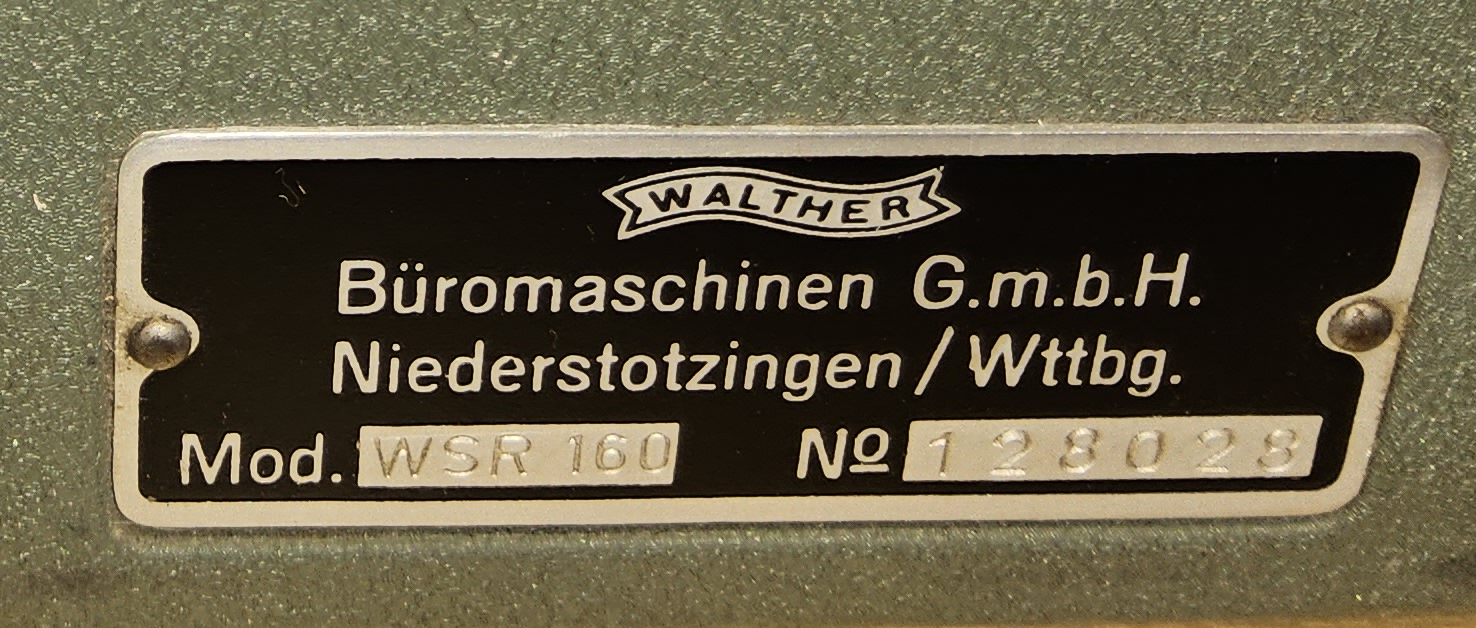 WALTHER
Büromaschinen G.m.b.H.
Niederstotzingen/Wttbg.
Mod. WSR 160 No 128028